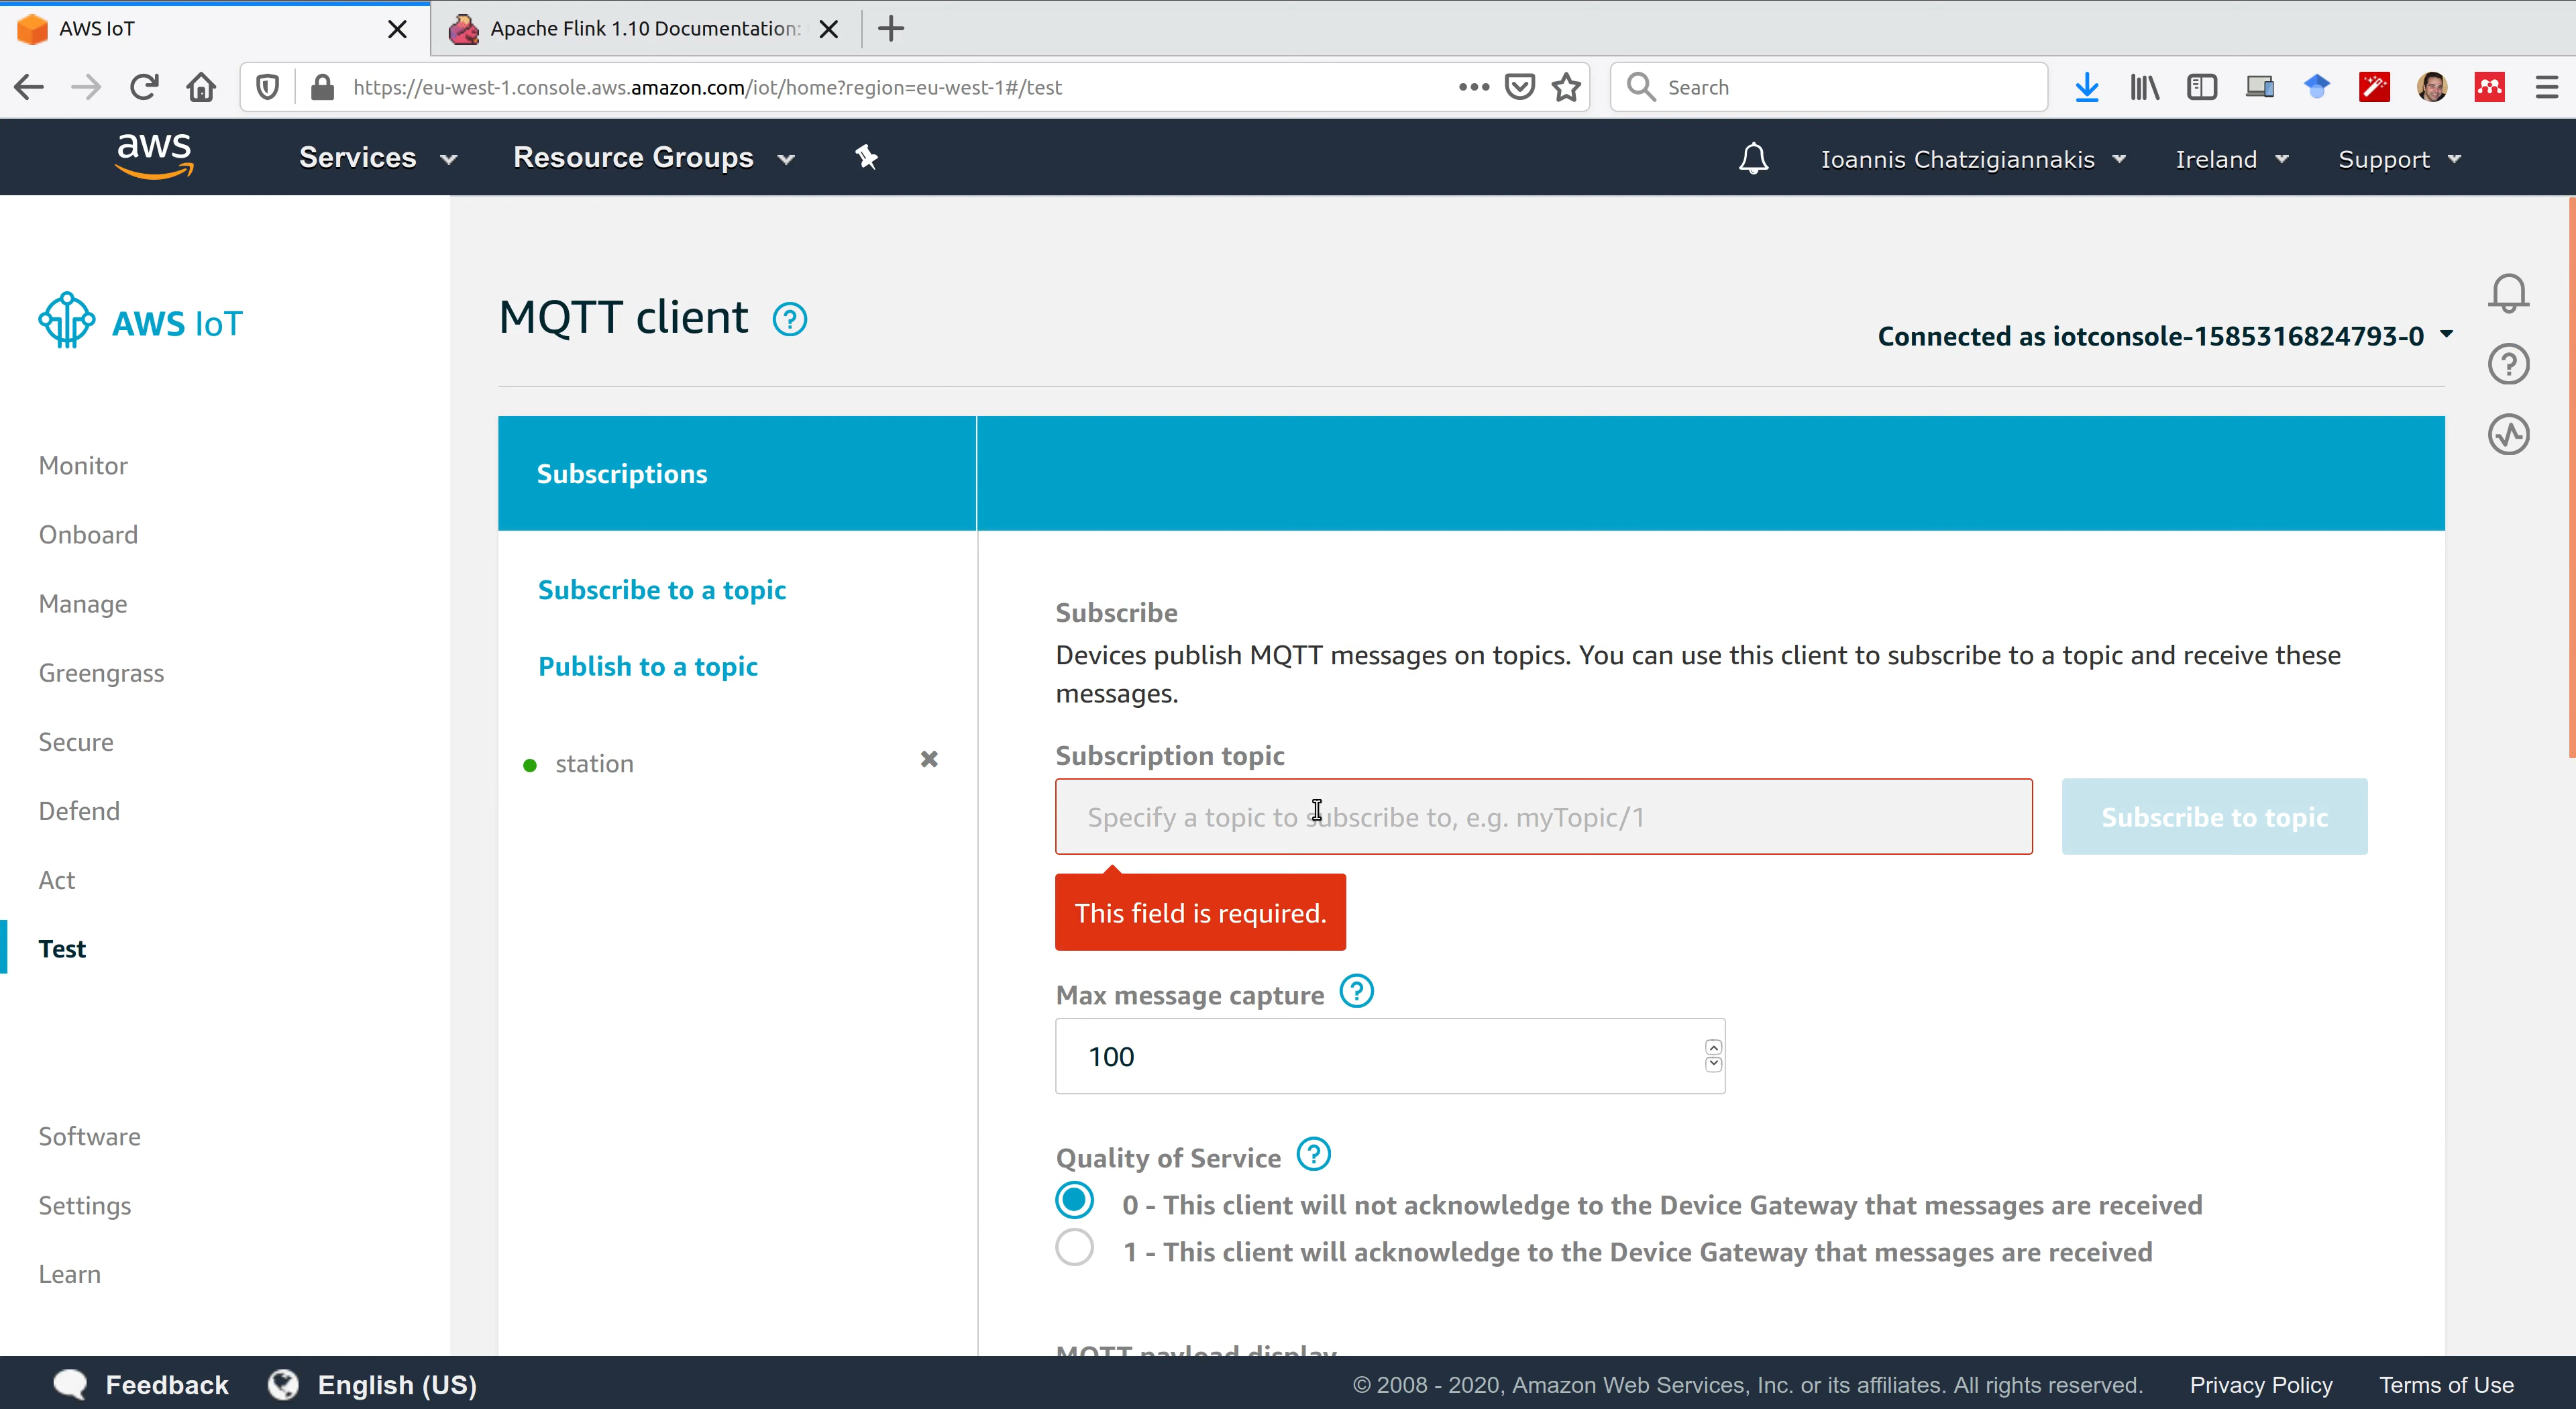 AWS IoT
Apache Flink 1.10 Documentation:
https://eu-west-1.console.aws.amazon.com/iot/home?region=eu-west-1#/test
Search
aws
Services
Resource Groups
Ioannis Chatzigiannakis
Ireland
Support
AWS IoT
Monitor
Onboard
Manage
Greengrass
Secure
Defend
Act
Test
Software
Settings
Learn
MQTT client
Connected as iotconsole-1585316824793-0
Subscriptions
Subscribe to a topic
Publish to a topic
station
Subscribe
Devices publish MQTT messages on topics. You can use this client to subscribe to a topic and receive these
messages.
Subscription topic
Specify a topic to subscribe to, e.g. myTopic/1
Subscribe to topic
This field is required.
Max message capture
100
Quality of Service
0 - This client will not acknowledge to the Device Gateway that messages are received
1 - This client will acknowledge to the Device Gateway that messages are received
MQTT payload display
Feedback
English (US)
© 2008 - 2020, Amazon Web Services, Inc. or its affiliates. All rights reserved.
Privacy Policy
Terms of Use